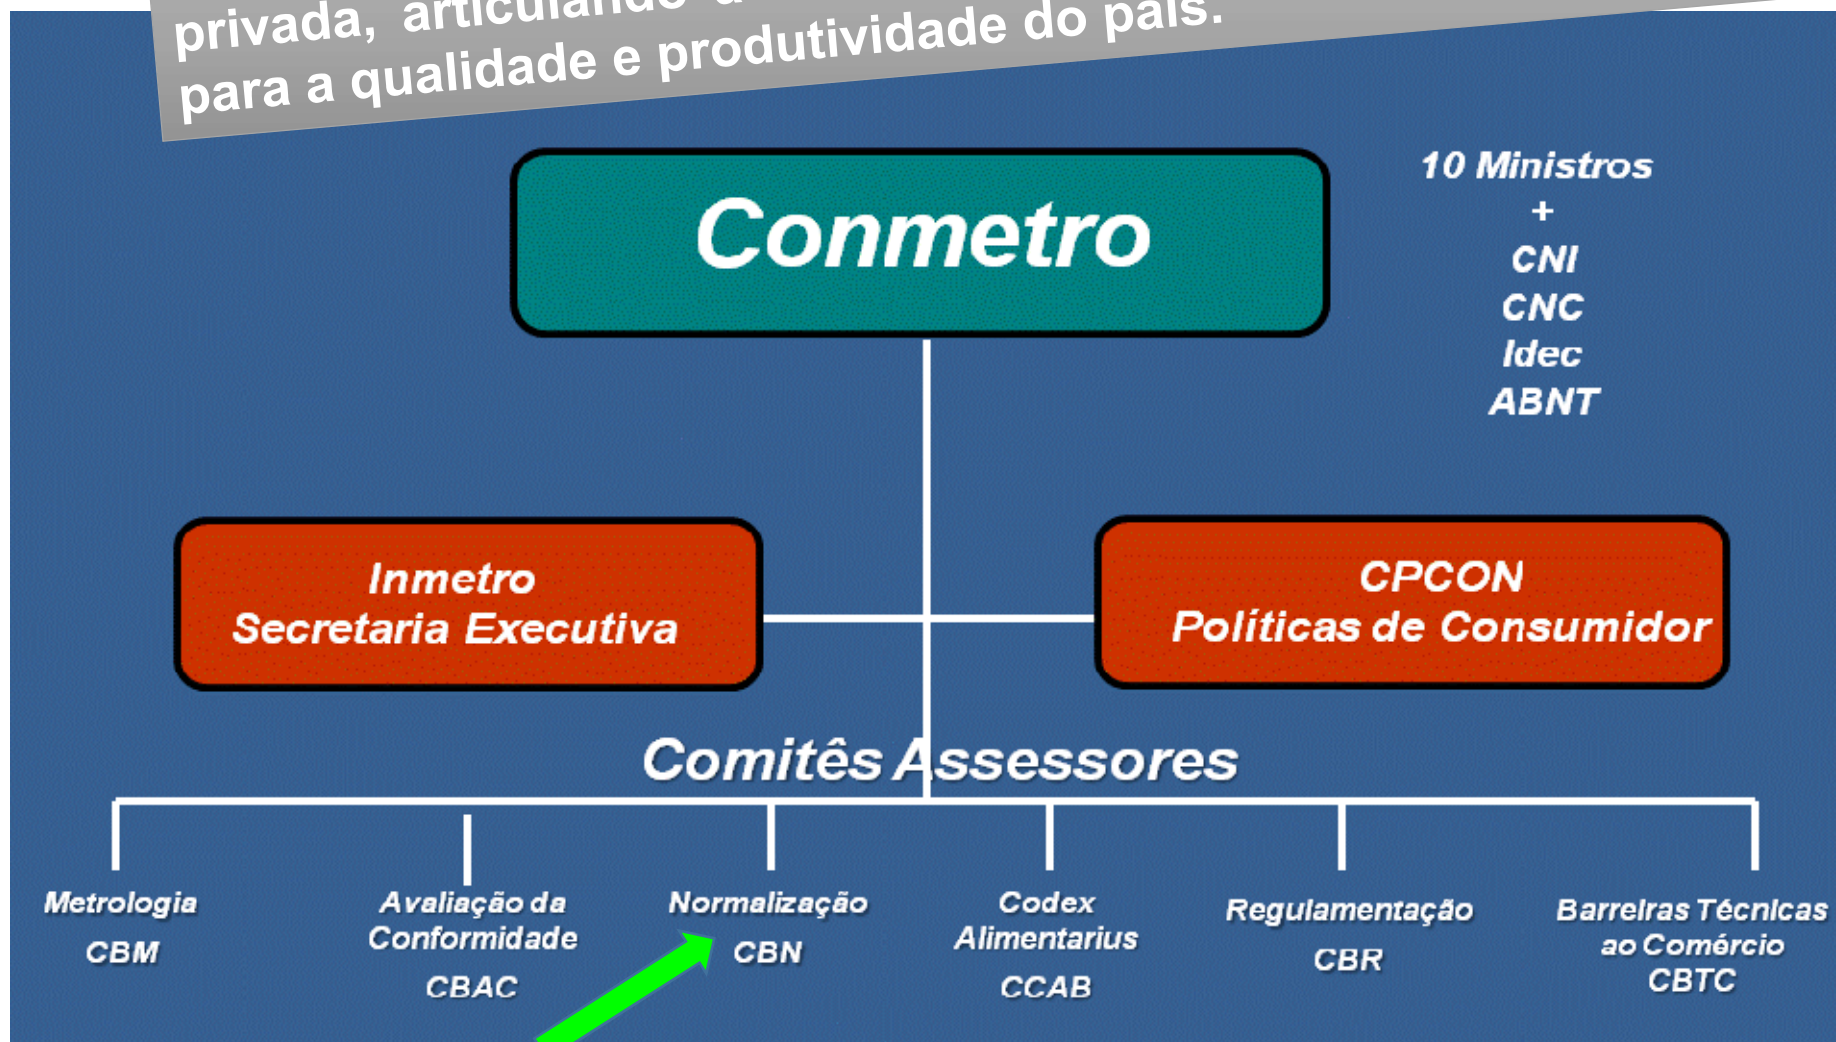 privada, articulando
para a qualidade e produtividade do país.
Conmetro
10 Ministros
+
CNI
CNC
Idec
ABNT
Inmetro
Secretaria Executiva
CPCON
Políticas de Consumidor
Comitês Assessores
Metrologia
CBM
Avaliação da
Conformidade
CBAC
Normalização
CBN
Codex
Alimentarius
CCAB
Regulamentação
CBR
Barreiras Técnicas
ao Comércio
CBTC